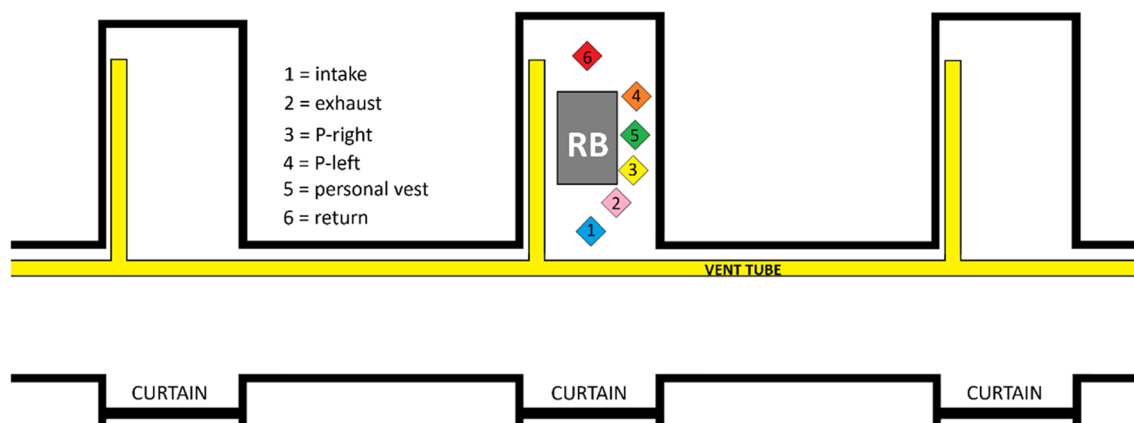 1 = intake
2 = exhaust
3 = P-right
4 = P-left
5 = personal vest
6 = return
6
4
RB
5
3
2
1
VENT TUBE
CURTAIN
CURTAIN
CURTAIN